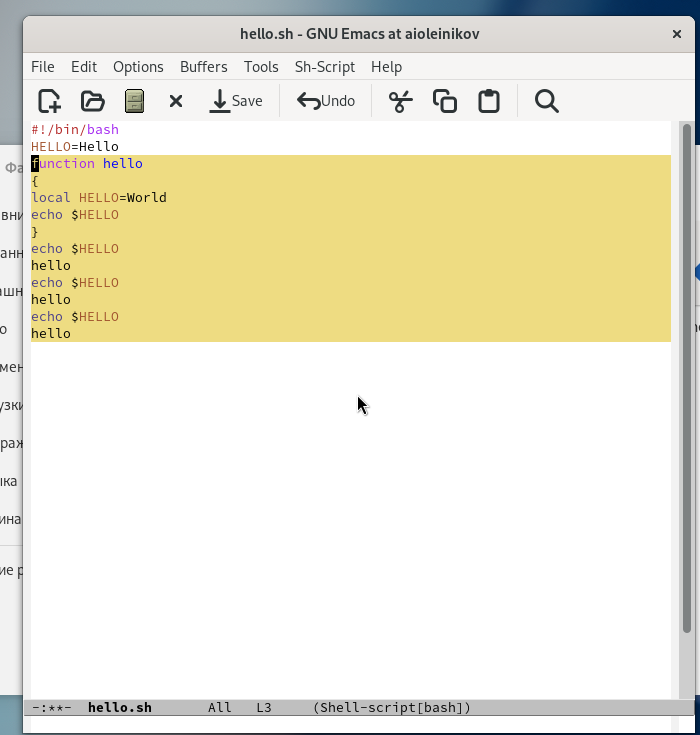 hello.sh - GNU Emacs at aioleinikov
File Edit Options Buffers Tools Sh-Script Help
Save Undo
#!/bin/bash
HELLO=Hello
function hello
{
local HELLO=World
echo $HELLO
}
echo $HELLO
hello
echo $HELLO
hello
echo $HELLO
hello
-:**- hello.sh All L3 (Shell-script[bash])